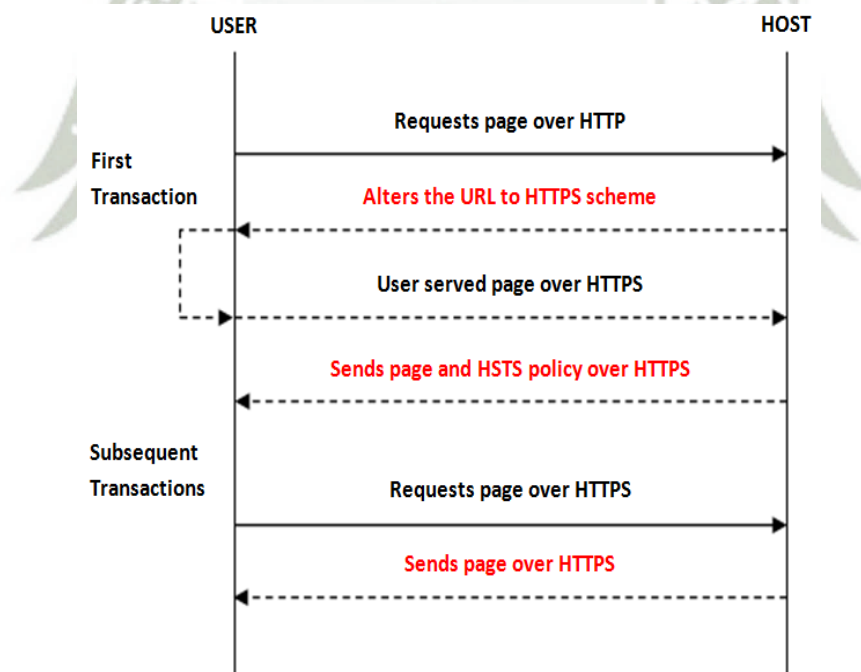 USER
HOST
Requests page over HTTP
First
Transaction
Alters the URL to HTTPS scheme
User served page over HTTPS
Sends page and HSTS policy over HTTPS
Subsequent
Transactions
Requests page over HTTPS
Sends page over HTTPS